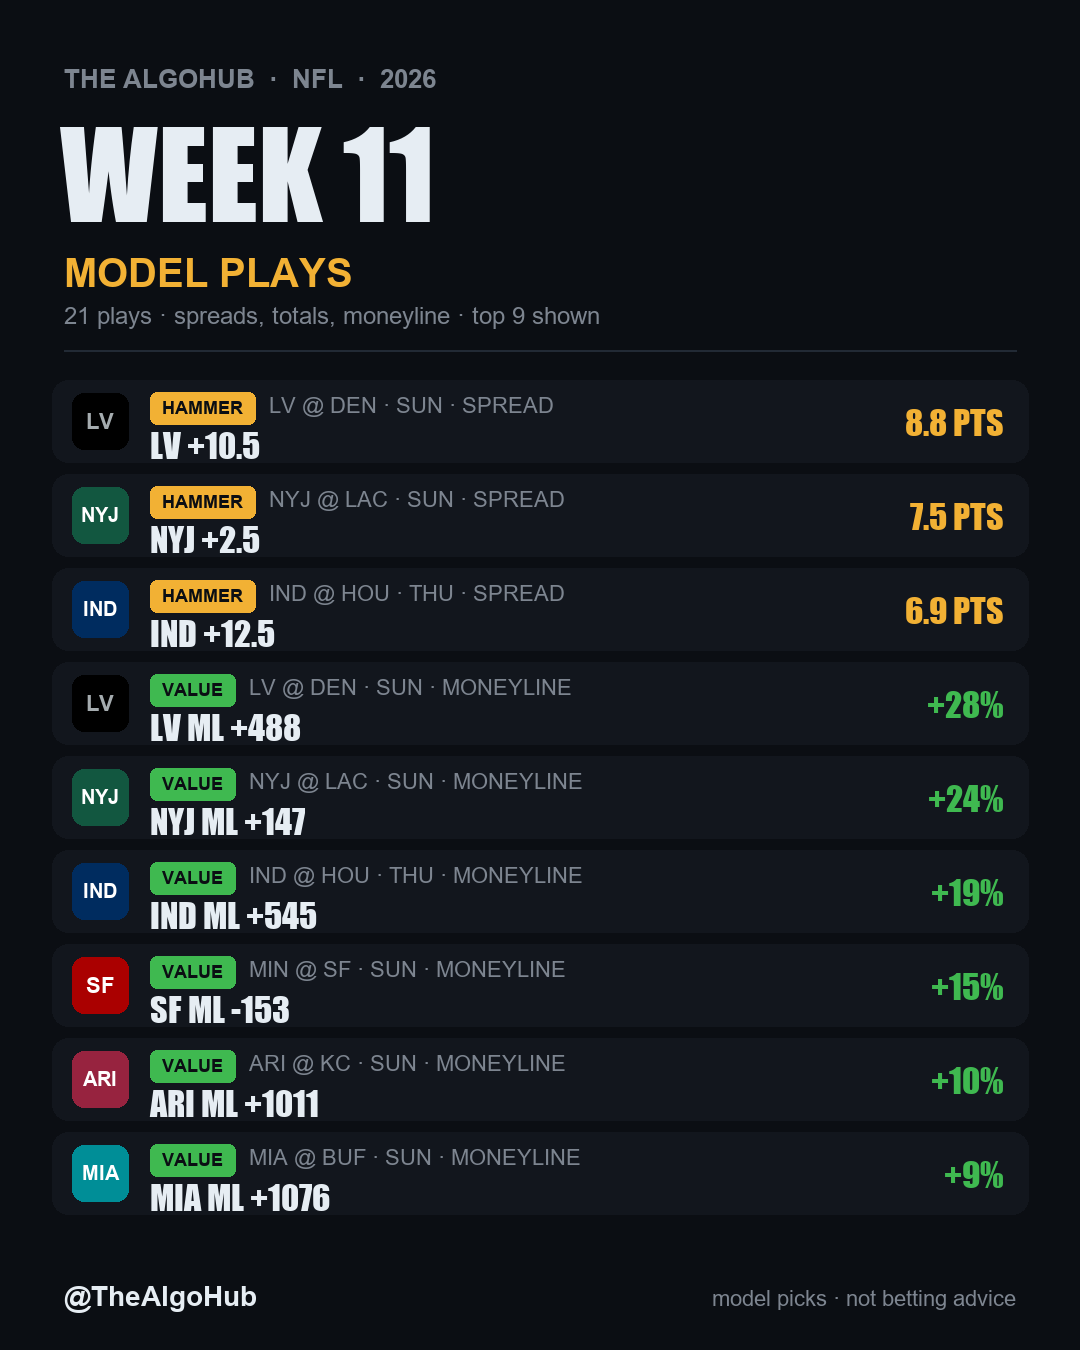 THE ALGOHUB · NFL · 2026
WEEK 11
MODEL PLAYS
21 plays · spreads, totals, moneyline · top 9 shown
LV HAMMER LV @ DEN · SUN · SPREAD
LV +10.5
8.8 PTS
NYJ HAMMER NYJ @ LAC · SUN · SPREAD
NYJ +2.5
7.5 PTS
IND HAMMER IND @ HOU · THU · SPREAD
IND +12.5
6.9 PTS
LV VALUE LV @ DEN · SUN · MONEYLINE
LV ML +488
+28%
NYJ VALUE NYJ @ LAC · SUN · MONEYLINE
NYJ ML +147
+24%
IND VALUE IND @ HOU · THU · MONEYLINE
IND ML +545
+19%
SF VALUE MIN @ SF · SUN · MONEYLINE
SF ML -153
+15%
ARI VALUE ARI @ KC · SUN · MONEYLINE
ARI ML +1011
+10%
MIA VALUE MIA @ BUF · SUN · MONEYLINE
MIA ML +1076
+9%
@TheAlgoHub
model picks · not betting advice